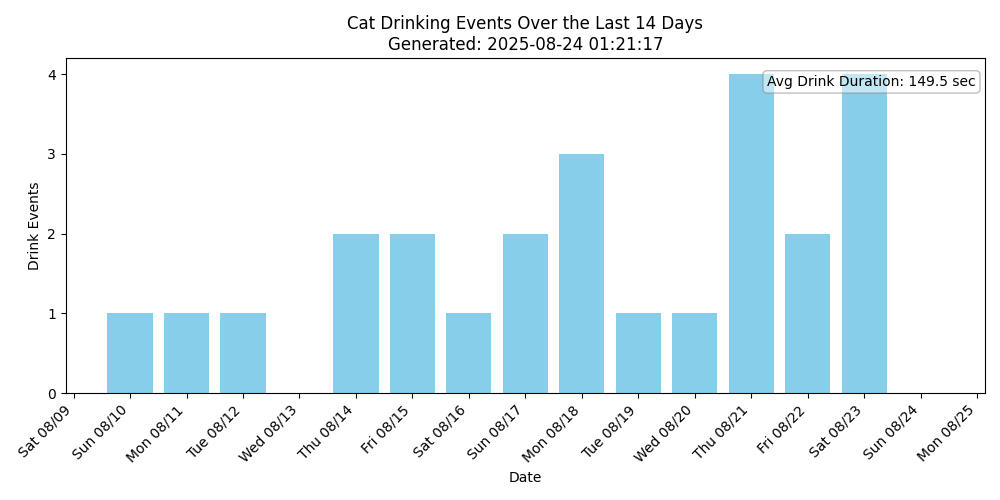 Cat Drinking Events Over the Last 14 Days
Generated: 2025-08-24 01:21:17
Avg Drink Duration: 149.5 sec
Drink Events
4
3
2
1
0
Sat 08/09
Sun 08/10
Mon 08/11
Tue 08/12
Wed 08/13
Thu 08/14
Fri 08/15
Sat 08/16
Sun 08/17
Mon 08/18
Tue 08/19
Wed 08/20
Thu 08/21
Fri 08/22
Sat 08/23
Sun 08/24
Mon 08/25
Date